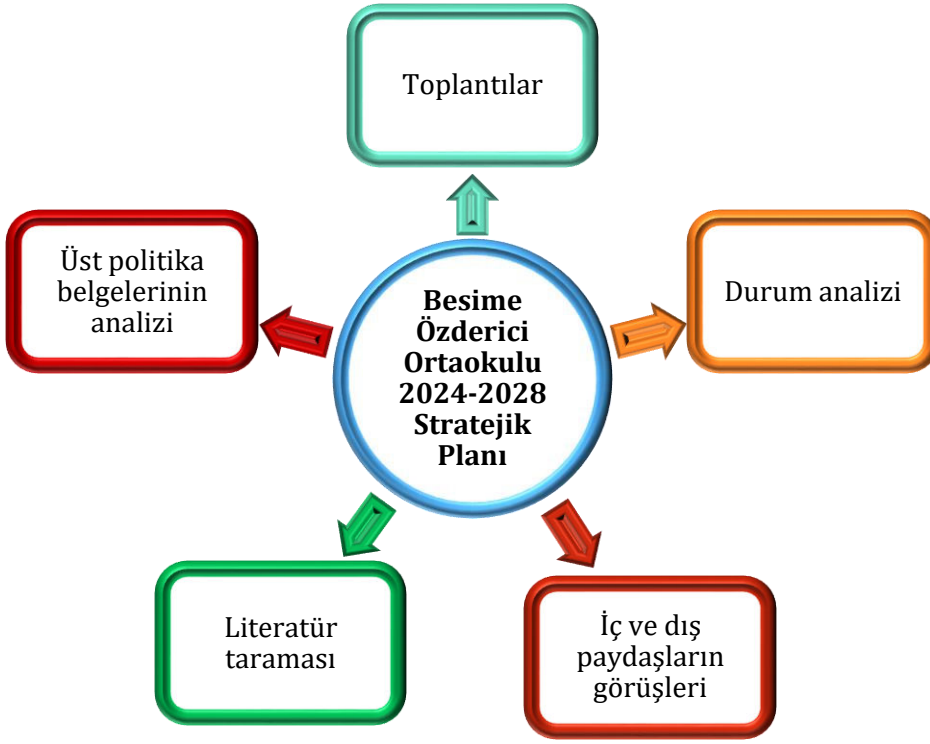 Toplantılar
Üst politika
belgelerinin
analizi
Durum analizi
Besime
Özderici
Ortaokulu
2024-2028
Stratejik
Planı
Literatür
taraması
İç ve dış
paydaşların
görüşleri